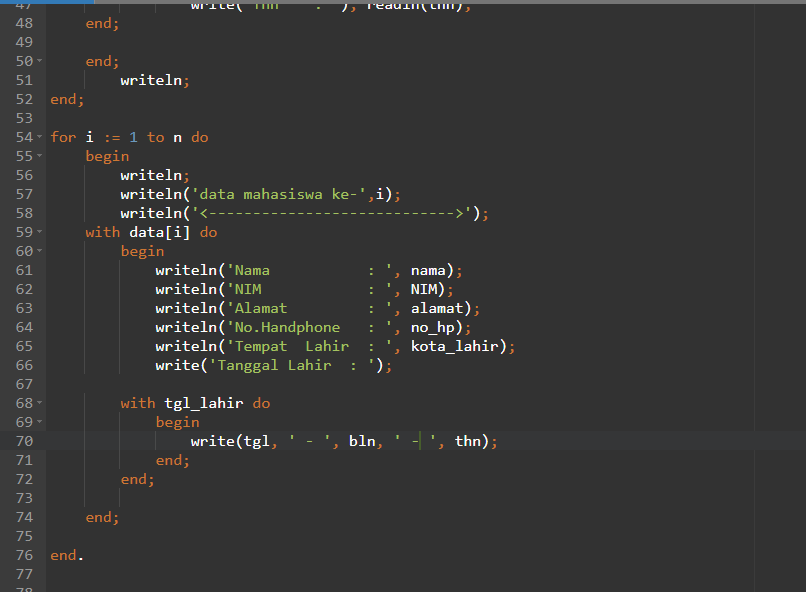 47 write('Thn : '); readln(thn);
48 end;
49
50 end;
51 writeln;
52 end;
53
54 for i := 1 to n do
55 begin
56 writeln;
57 writeln('data mahasiswa ke-',i);
58 writeln('<---------------------------->');
59 with data[i] do
60 begin
61 writeln('Nama           : ', nama);
62 writeln('NIM            : ', NIM);
63 writeln('Alamat         : ', alamat);
64 writeln('No.Handphone   : ', no_hp);
65 writeln('Tempat  Lahir  : ', kota_lahir);
66 write('Tanggal Lahir  : ');
67
68 with tgl_lahir do
69 begin
70 write(tgl, ' - ', bln, ' - ', thn);
71 end;
72 end;
73
74 end;
75
76 end.
77
78